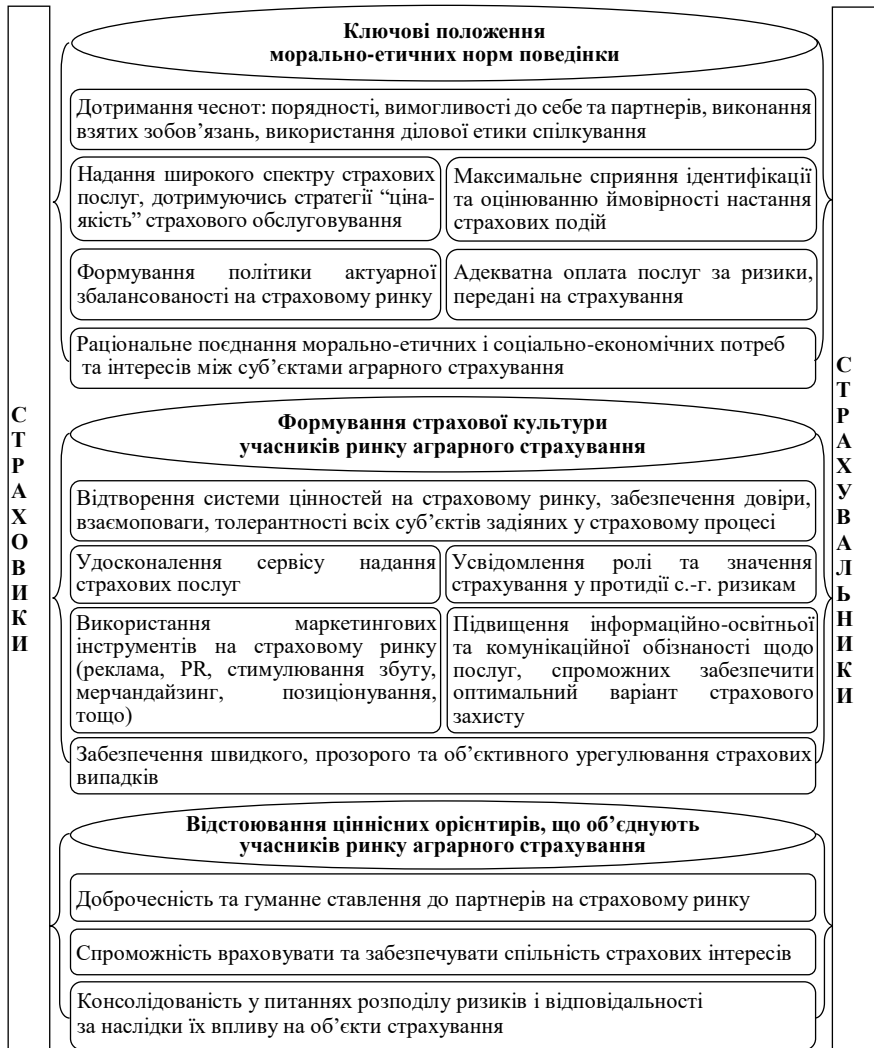 Ключові положення
морально-етичних норм поведінки
Дотримання чеснот: порядності, вимогливості до себе та партнерів, виконання
взятих зобов’язань, використання ділової етики спілкування
Надання широкого спектру страхових
послуг, дотримуючись стратегії “ціна-
якість” страхового обслуговування
Максимальне сприяння ідентифікації
та оцінюванню ймовірності настання
страхових подій
Формування політики актуарної
збалансованості на страховому ринку
Адекватна оплата послуг за ризики,
передані на страхування
Раціональне поєднання морально-етичних і соціально-економічних потреб
та інтересів між суб’єктами аграрного страхування
СТРАХОВИКИ
СТРАХУВАЛЬНИКИ
Формування страхової культури
учасників ринку аграрного страхування
Відтворення системи цінностей на страховому ринку, забезпечення довіри,
взаємоповаги, толерантності всіх суб’єктів задіяних у страховому процесі
Удосконалення сервісу надання
страхових послуг
Усвідомлення ролі та значення
страхування у протидії с.-г. ризикам
Використання маркетингових
інструментів на страховому ринку
(реклама, PR, стимулювання збуту,
мерчандайзинг, позиціонування,
тощо)
Підвищення інформаційно-освітньої
та комунікаційної обізнаності щодо
послуг, спроможних забезпечити
оптимальний варіант страхового
захисту
Забезпечення швидкого, прозорого та об’єктивного урегулювання страхових
випадків
Відстоювання ціннісних орієнтирів, що об’єднують
учасників ринку аграрного страхування
Доброчесність та гуманне ставлення до партнерів на страховому ринку
Спроможність враховувати та забезпечувати спільність страхових інтересів
Консолідованість у питаннях розподілу ризиків і відповідальності
за наслідки їх впливу на об’єкти страхування